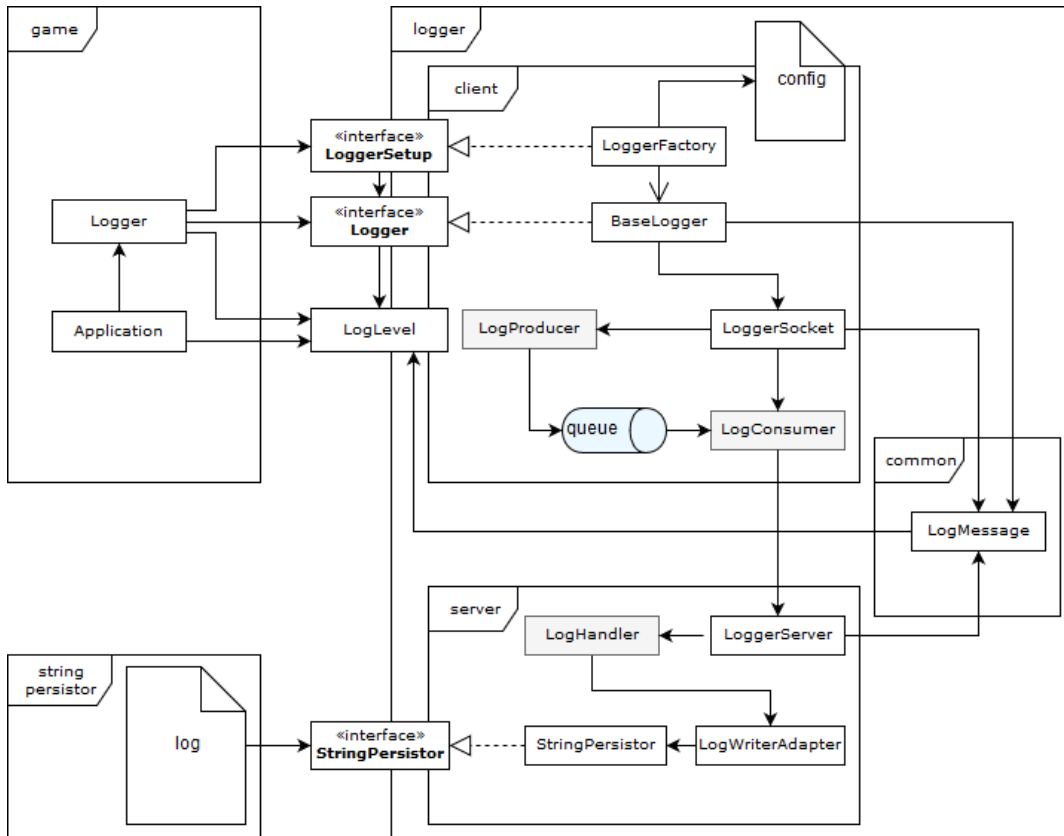 game
logger
client
config
«interface»
LoggerSetup
LoggerFactory
Logger
«interface»
Logger
BaseLogger
Application
LogLevel
LogProducer
LoggerSocket
queue
LogConsumer
common
LogMessage
server
LogHandler
LoggerServer
string
persistor
log
«interface»
StringPersistor
StringPersistor
LogWriterAdapter